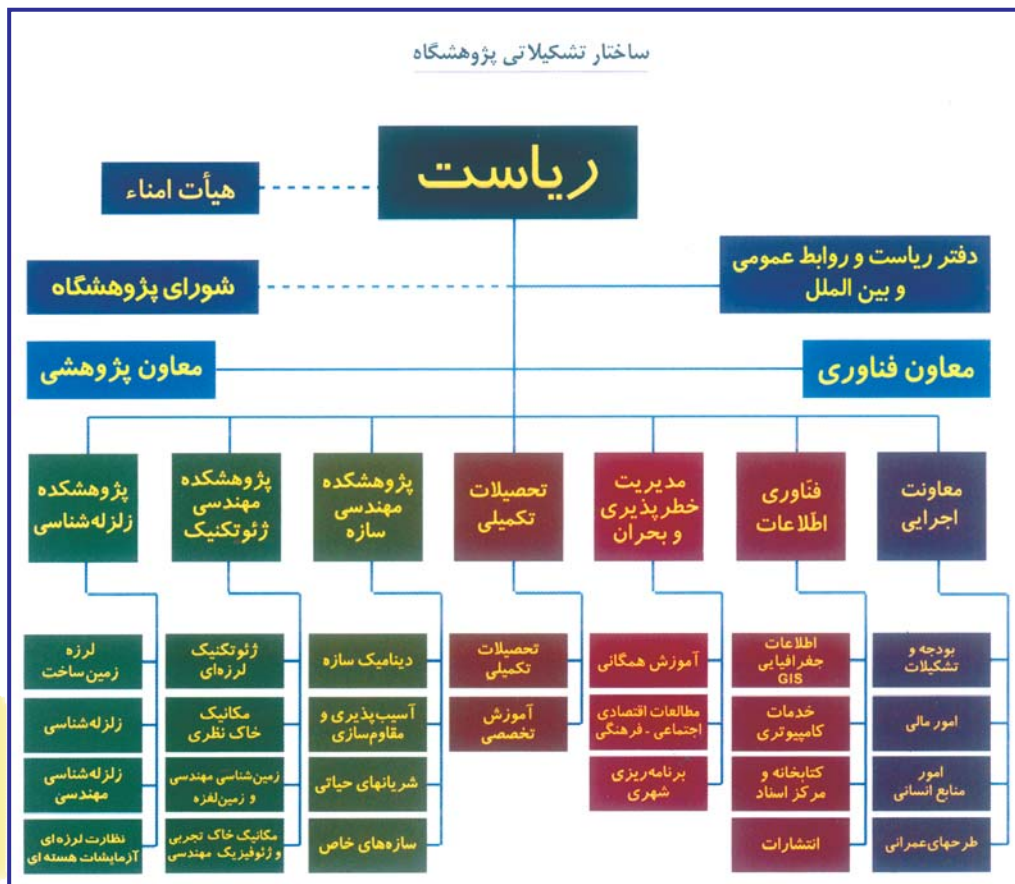 ساختار تشکیلاتی پژوهشگاه
ریاست
هیأت امناء
دفتر ریاست و روابط عمومی
و بین الملل
شورای پژوهشگاه
معاون فناوری
معاون پژوهشی
معاونت
اجرایی
فنّاوری
اطّلاعات
مدیریت
خطرپذیری
و بحران
تحصیلات
تکمیلی
پژوهشکده
مهندسی
سازه
پژوهشکده
مهندسی
ژئوتکنیک
پژوهشکده
زلزله‌شناسی
بودجه و
تشکیلات
امور مالی
امور
منابع انسانی
طرحهای عمرانی
اطلاعات
جغرافیایی
GIS
خدمات
کامپیوتری
کتابخانه و
مرکز اسناد
انتشارات
آموزش همگانی
مطالعات اقتصادی
اجتماعی - فرهنگی
برنامه‌ریزی
شهری
تحصیلات
تکمیلی
آموزش
تخصصی
دینامیک سازه
آسیب‌پذیری و
مقاوم‌سازی
شریانهای حیاتی
سازه‌های خاص
ژئوتکنیک
لرزه‌ای
مکانیک
خاک نظری
زمین‌شناسی مهندسی
و زمین‌لغزه
مکانیک خاک تجربی
و ژئوفیزیک مهندسی
لرزه
زمین‌ساخت
زلزله‌شناسی
زلزله‌شناسی
مهندسی
نظارت لرزه ای
آزمایشات هسته ای